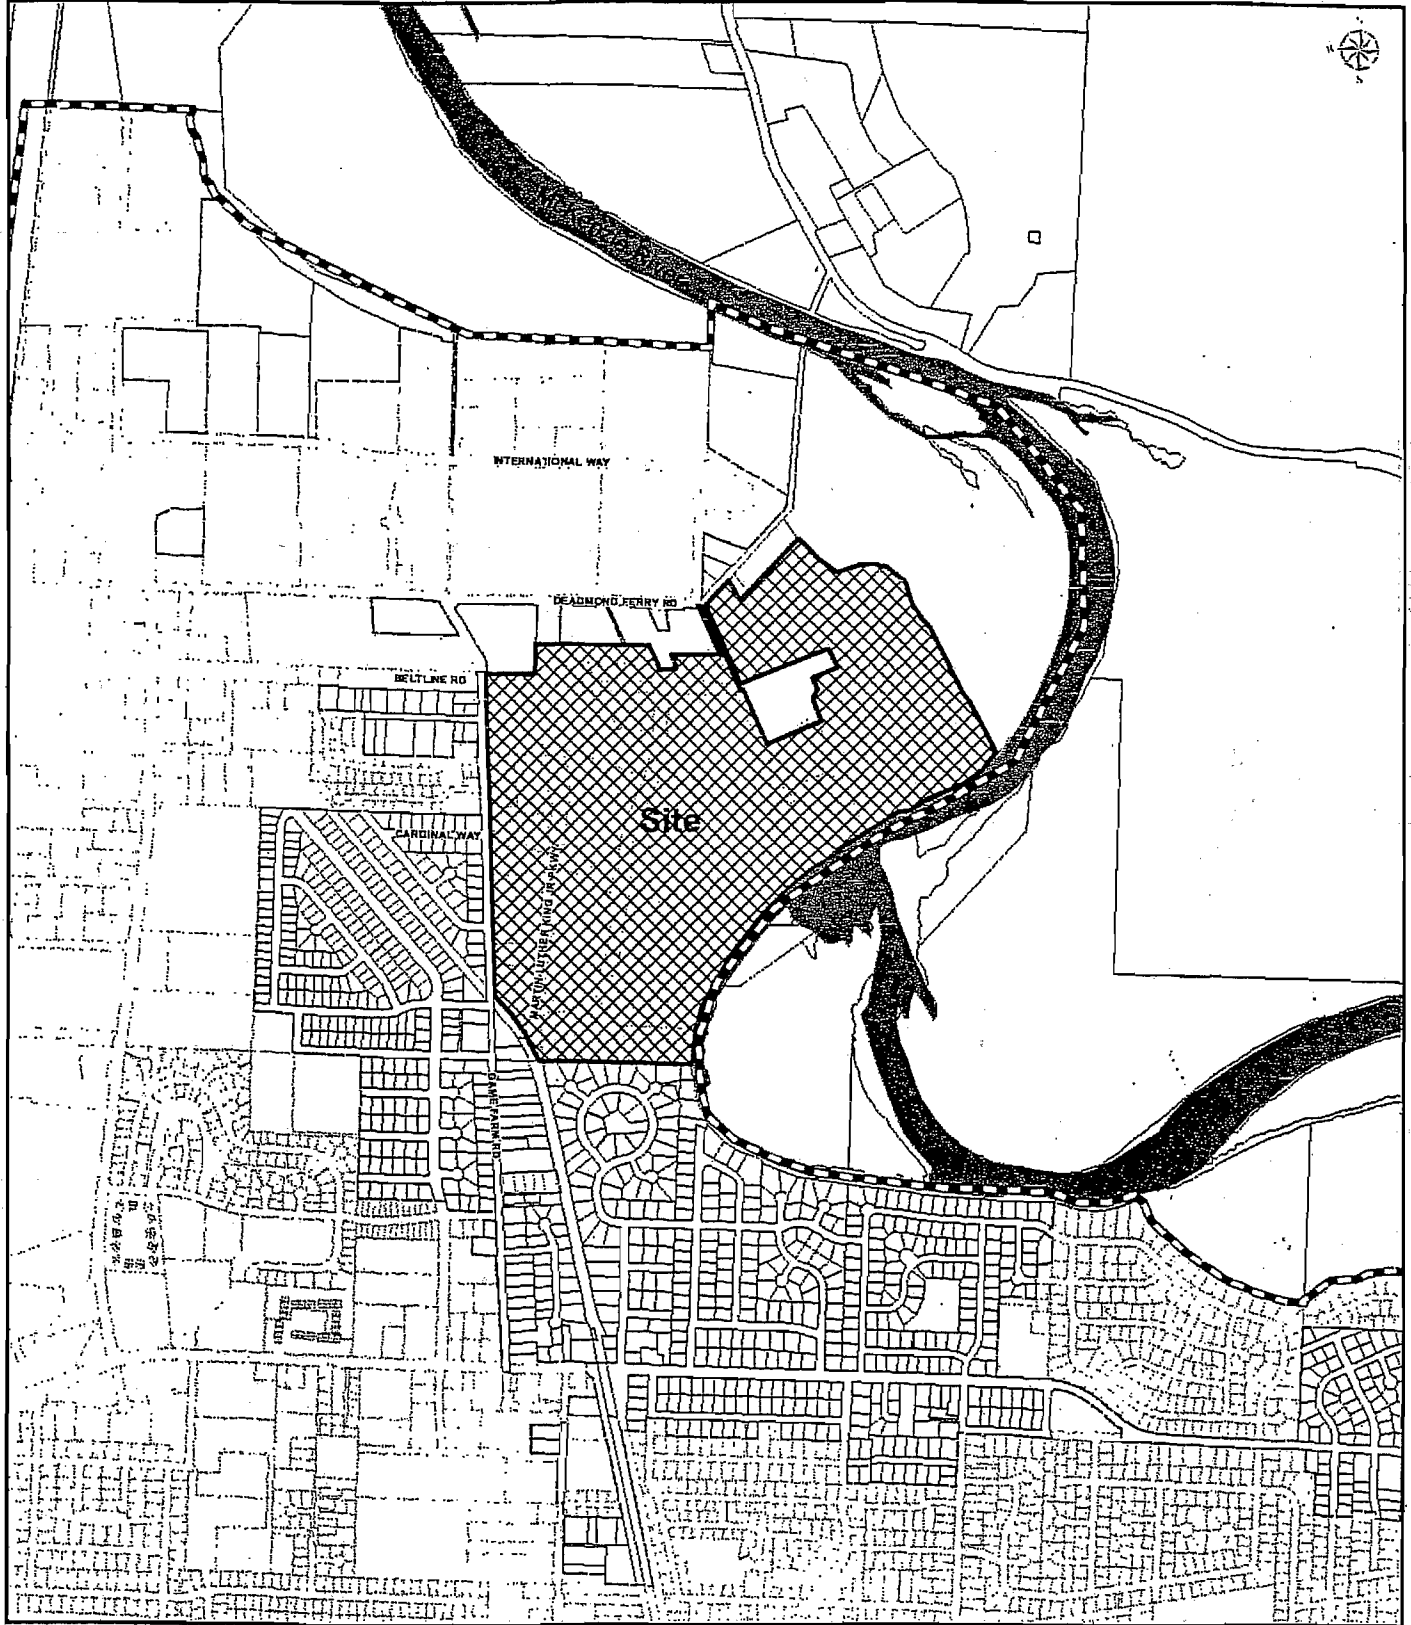 McKenzie River
INTERNATIONAL WAY
DEADMOND FERRY RD
BELTLINE RD
Site
CARDINAL WAY
MARTIN LUTHER KING JR PKWY
GAME FARM RD
S